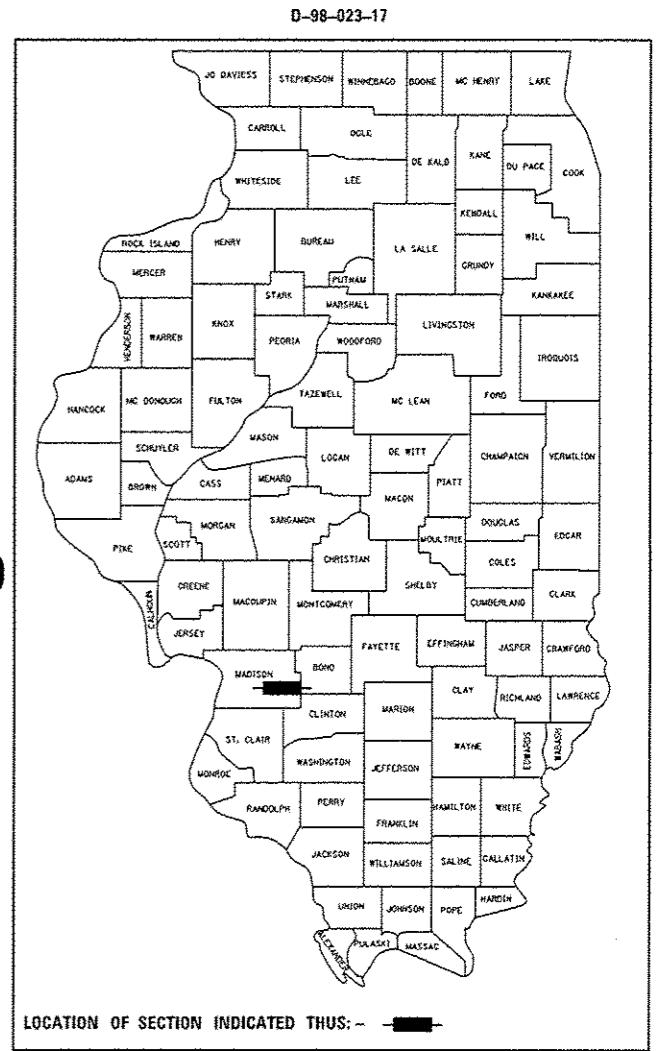 D-98-023-17
JO DAVIESS STEPHENSON WINNEBAGO BOONE MC HENRY LAKE
CARROLL OGLE
DE KALB KANE DU PAGE COOK
WHITESIDE LEE
KENDALL WILL
ROCK ISLAND HENRY BUREAU LA SALLE GRUNDY
MERCER PUTNAM
STARK MARSHALL KANKAKEE
HENDERSON WARREN KNOX PEORIA WOODFORD LIVINGSTON IROQUOIS
HANCOCK MC DONOUGH FULTON TAZEWELL MC LEAN FORD
SCHUYLER MASON LOGAN DE WITT CHAMPAIGN VERMILION
ADAMS BROWN CASS MENARD MACON PIATT
PIKE SCOTT MORGAN SANGAMON CHRISTIAN MOULTRIE DOUGLAS EDGAR
COLES
CALHOUN GREENE MACOUPIN MONTGOMERY SHELBY CUMBERLAND CLARK
JERSEY FAYETTE EFFINGHAM JASPER CRAWFORD
MADISON BOND CLAY RICHLAND LAWRENCE
CLINTON MARION
ST. CLAIR WAYNE EDWARDS WABASH
MONROE WASHINGTON JEFFERSON
RANDOLPH PERRY HAMILTON WHITE
FRANKLIN
JACKSON WILLIAMSON SALINE GALLATIN
UNION JOHNSON POPE HARDIN
ALEXANDER PULASKI MASSAC
LOCATION OF SECTION INDICATED THUS: -